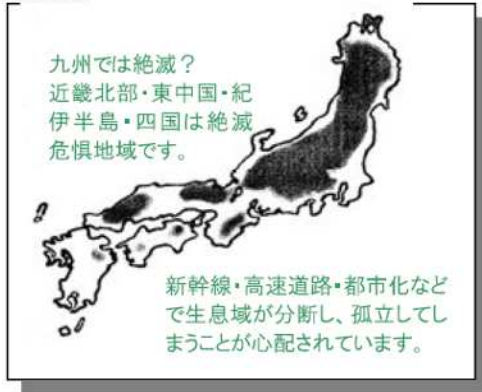 九州では絶滅？
近畿北部・東中国・紀
伊半島・四国は絶滅
危惧地域です。
新幹線・高速道路・都市化など
で生息域が分断し、孤立してし
まうことが心配されています。